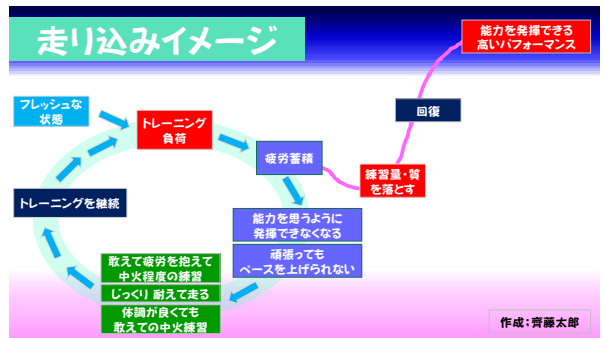 走り込みイメージ
能力を発揮できる
高いパフォーマンス
フレッシュな
状態
トレーニング
負荷
回復
疲労蓄積
練習量・質
を落とす
トレーニングを継続
能力を思うように
発揮できなくなる
頑張っても
ペースを上げられない
敢えて疲労を抱えて
中火程度の練習
じっくり 耐えて走る
体調が良くても
敢えての中火練習
作成：齊藤太郎